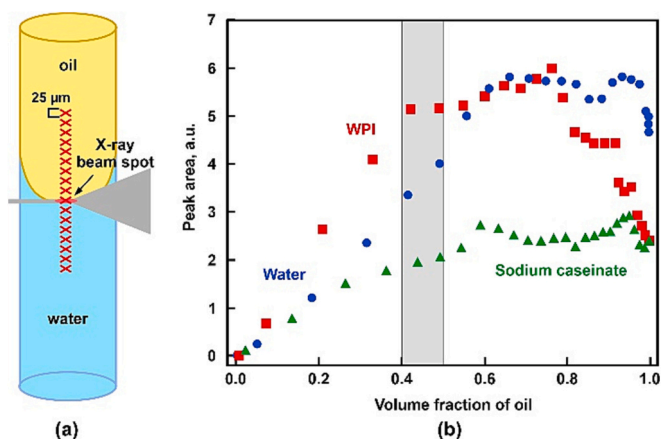 oil
25 µm
X-ray
beam spot
water
(a)
Peak area, a.u.
7
6
5
4
3
2
1
0
WPI
Water
Sodium caseinate
0.0 0.2 0.4 0.6 0.8 1.0
Volume fraction of oil
(b)